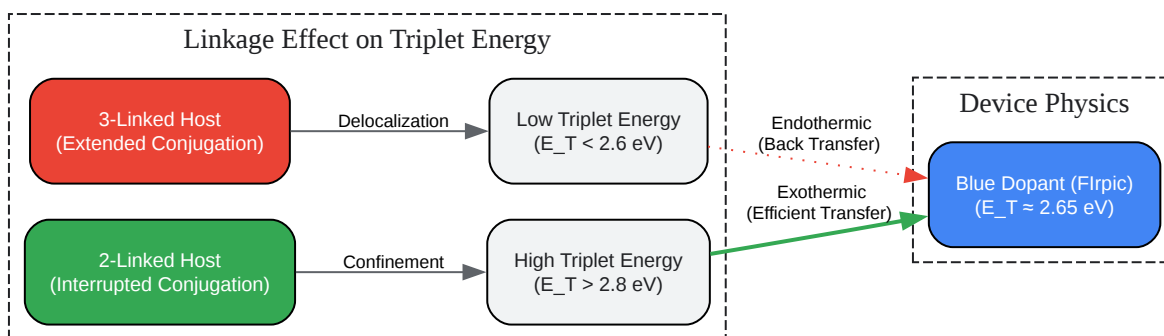 Linkage Effect on Triplet Energy
3-Linked Host
(Extended Conjugation)
Delocalization
Low Triplet Energy
(E_T < 2.6 eV)
Endothermic
(Back Transfer)
2-Linked Host
(Interrupted Conjugation)
Confinement
High Triplet Energy
(E_T > 2.8 eV)
Exothermic
(Efficient Transfer)
Device Physics
Blue Dopant (FIrpic)
(E_T ≈ 2.65 eV)